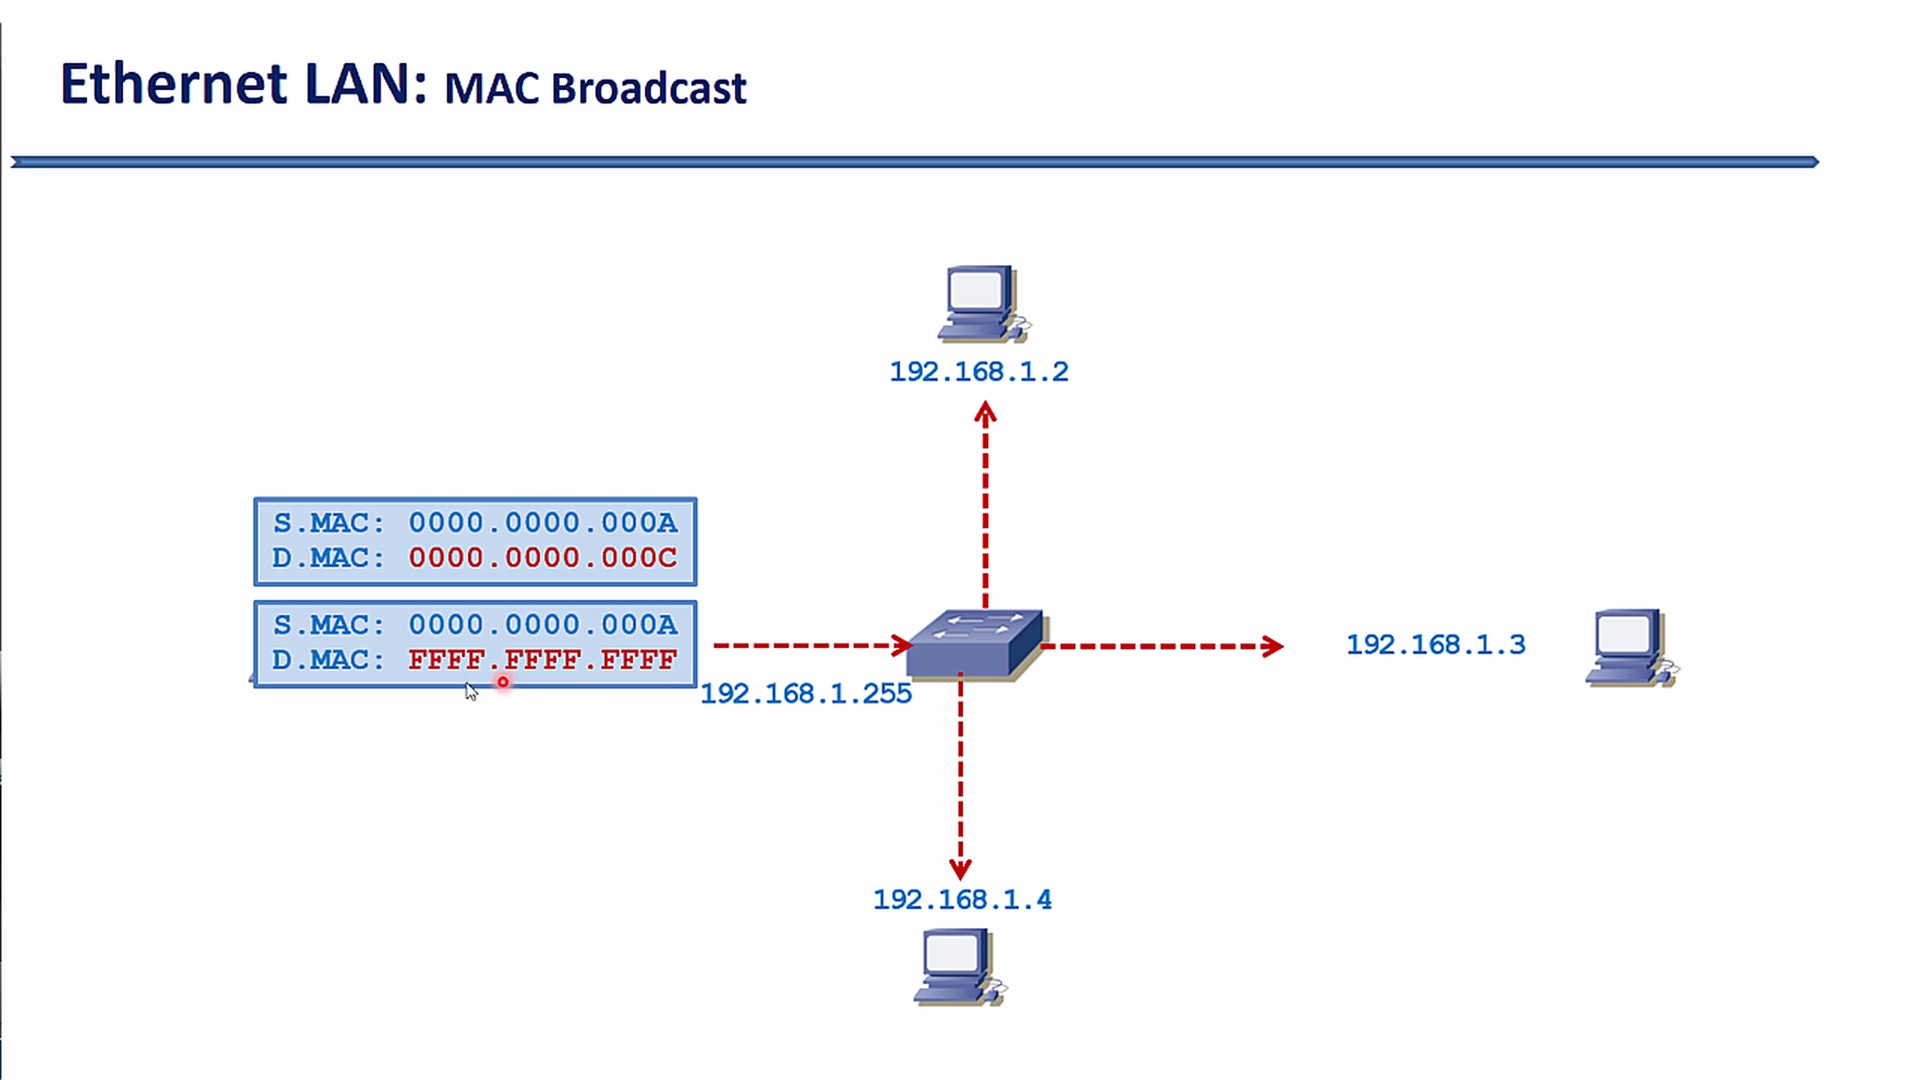 Ethernet LAN: MAC Broadcast
192.168.1.2
S.MAC: 0000.0000.000A
D.MAC: 0000.0000.000C
S.MAC: 0000.0000.000A
D.MAC: FFFF.FFFF.FFFF
192.168.1.3
192.168.1.255
192.168.1.4